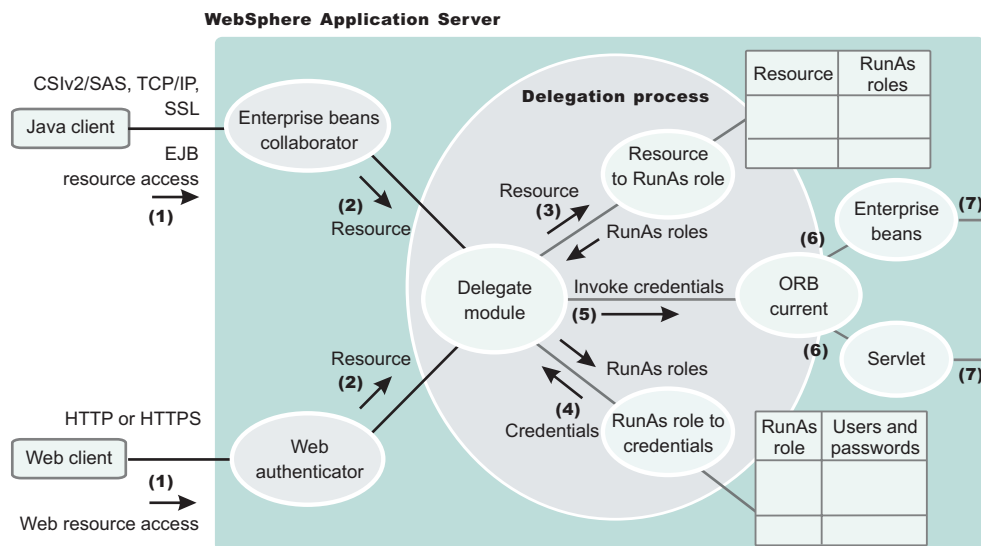 WebSphere Application Server
CSIv2/SAS, TCP/IP,
SSL
Java client
EJB
resource access
(1)
Enterprise beans
collaborator
(2)
Resource
Delegation process
Resource
RunAs
roles
Resource
to RunAs role
Resource
(3)
RunAs roles
Delegate
module
Invoke credentials
(5)
ORB
current
(6)
Enterprise
beans
(7)
(6)
Servlet
(7)
Resource
(2)
RunAs roles
(4)
Credentials
RunAs role to
credentials
RunAs
role
Users and
passwords
HTTP or HTTPS
Web client
(1)
Web resource access
Web
authenticator